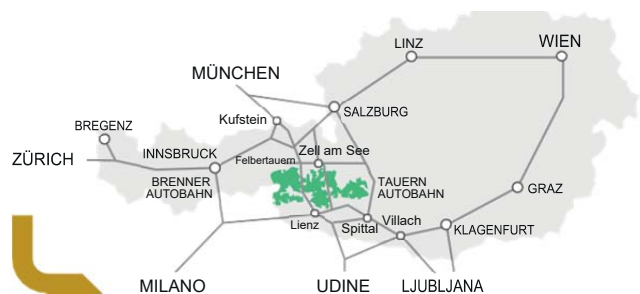 LINZ
WIEN
MÜNCHEN
SALZBURG
Kufstein
BREGENZ
Zell am See
ZÜRICH
INNSBRUCK
Felbertauern
BRENNER
AUTOBAHN
TAUERN
AUTOBAHN
GRAZ
Lienz
Spittal
Villach
KLAGENFURT
MILANO
UDINE
LJUBLJANA